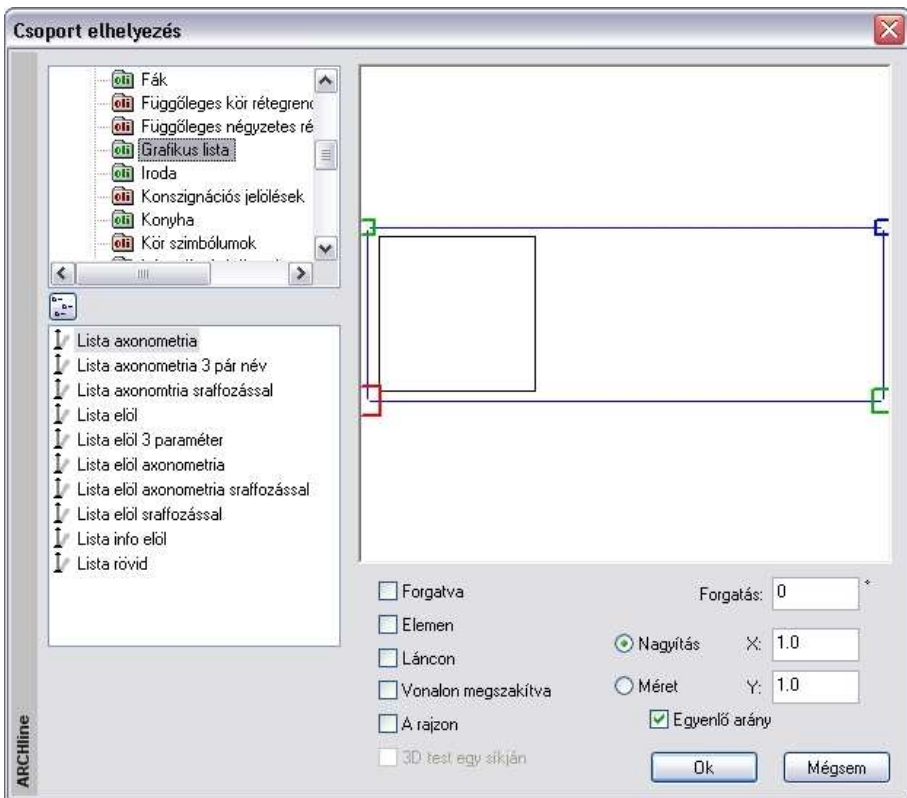 Csoport elhelyezés
Fák
Függőleges kör rétegrend
Függőleges négyzetes ré
Grafikus lista
Iroda
Konszignációs jelölések
Konyha
Kör szimbólumok
Lista axonometria
Lista axonometria 3 pár név
Lista axonomtria sraffozással
Lista elöl
Lista elöl 3 paraméter
Lista elöl axonometria
Lista elöl axonometria sraffozással
Lista elöl sraffozással
Lista info elöl
Lista rövid
Forgatva
Elemen
Láncon
Vonalon megszakítva
A rajzon
3D test egy síkján
Forgatás: 0 °
Nagyítás X: 1.0
Méret Y: 1.0
Egyenlő arány
Ok Mégsem
ARCHline